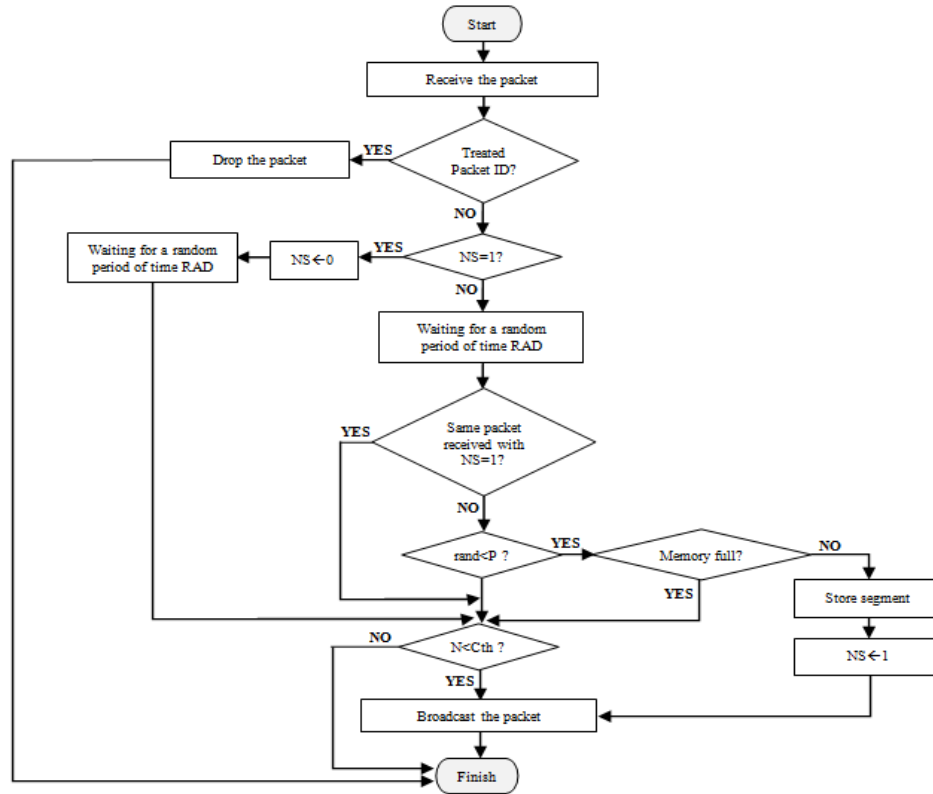 Start
Receive the packet
Treated
Packet ID?
YES
Drop the packet
NO
NS=1?
YES
NS←0
Waiting for a random
period of time RAD
NO
Waiting for a random
period of time RAD
Same packet
received with
NS=1?
YES
NO
rand<P ?
YES
Memory full?
NO
YES
Store segment
NS←1
N<Cth ?
NO
YES
Broadcast the packet
Finish